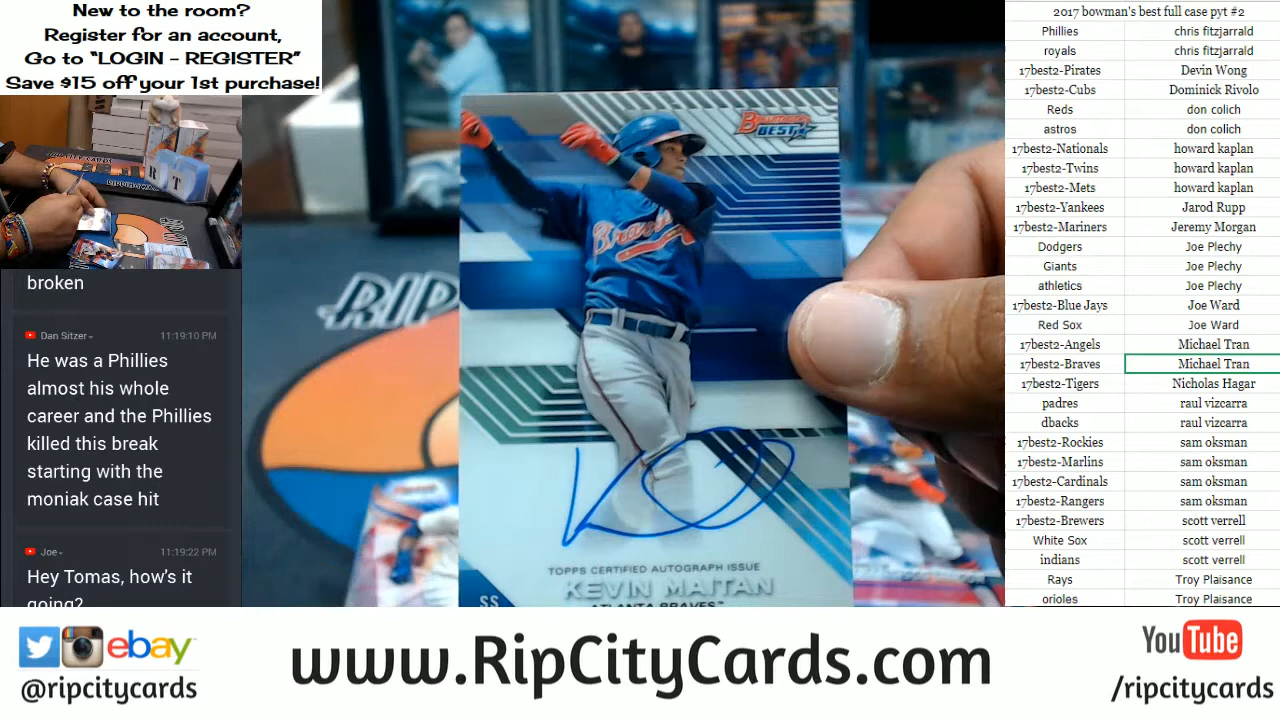 New to the room?
Register for an account,
Go to “LOGIN - REGISTER”
Save $15 off your 1st purchase!
broken
Dan Sitzer
11:19:10 PM
He was a Phillies
almost his whole
career and the Phillies
killed this break
starting with the
moniak case hit
Joe
11:19:22 PM
Hey Tomas, how's it
going?
RIP
R T
BOWMAN'S
BEST
Braves
TOPPS CERTIFIED AUTOGRAPH ISSUE
KEVIN MAITAN
SS
ATLANTA BRAVES™
2017 bowman's best full case pyt #2
Phillies chris fitzjarrald
royals chris fitzjarrald
17best2-Pirates Devin Wong
17best2-Cubs Dominick Rivolo
Reds don colich
astros don colich
17best2-Nationals howard kaplan
17best2-Twins howard kaplan
17best2-Mets howard kaplan
17best2-Yankees Jarod Rupp
17best2-Mariners Jeremy Morgan
Dodgers Joe Plechy
Giants Joe Plechy
athletics Joe Plechy
17best2-Blue Jays Joe Ward
Red Sox Joe Ward
17best2-Angels Michael Tran
17best2-Braves Michael Tran
17best2-Tigers Nicholas Hagar
padres raul vizcarra
dbacks raul vizcarra
17best2-Rockies sam oksman
17best2-Marlins sam oksman
17best2-Cardinals sam oksman
17best2-Rangers sam oksman
17best2-Brewers scott verrell
White Sox scott verrell
indians scott verrell
Rays Troy Plaisance
orioles Troy Plaisance
ebay™
@ripcitycards
www.RipCityCards.com
YouTube
/ripcitycards